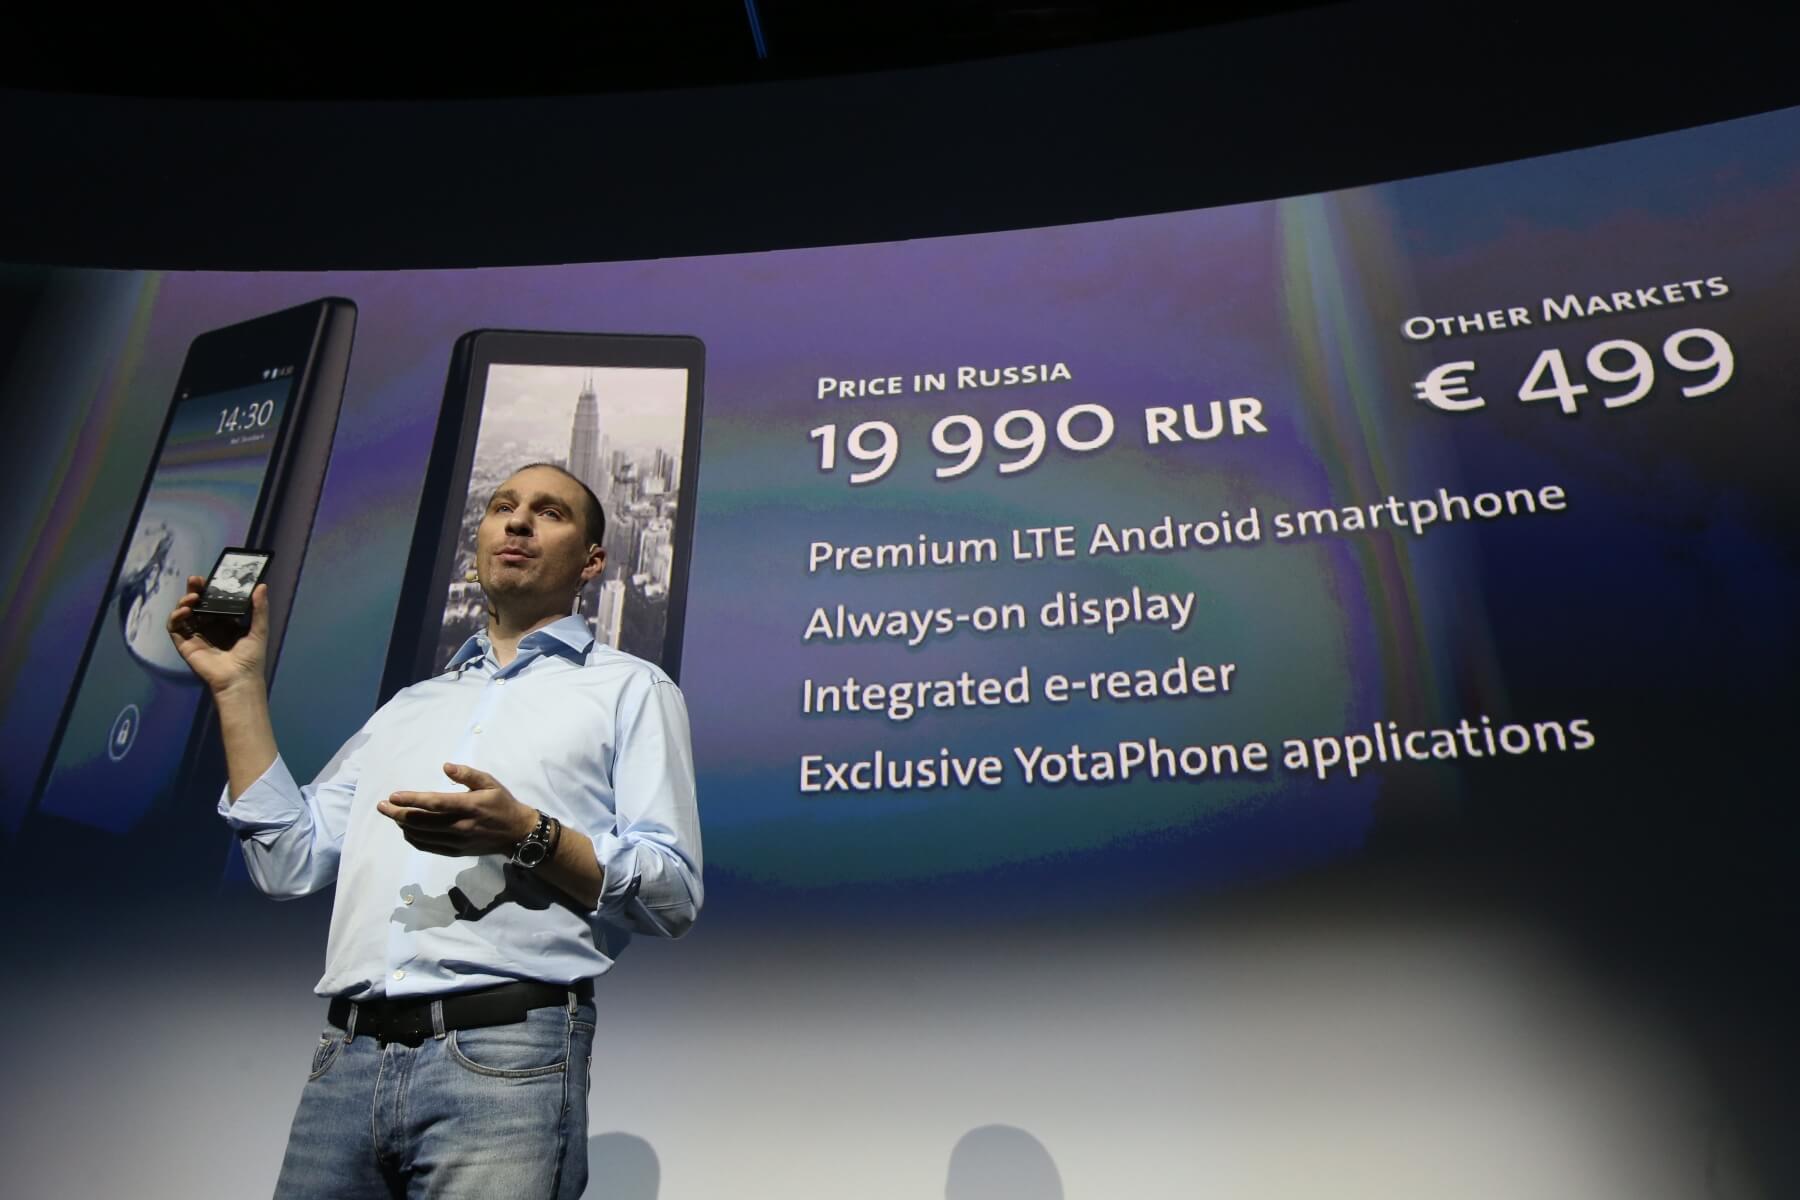 14:30
PRICE IN RUSSIA
19 990 RUR
OTHER MARKETS
€ 499
Premium LTE Android smartphone
Always-on display
Integrated e-reader
Exclusive YotaPhone applications